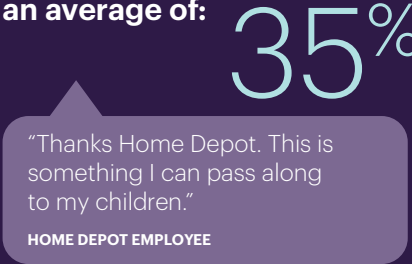 an average of:
35%
“Thanks Home Depot. This is
something I can pass along
to my children.”
HOME DEPOT EMPLOYEE